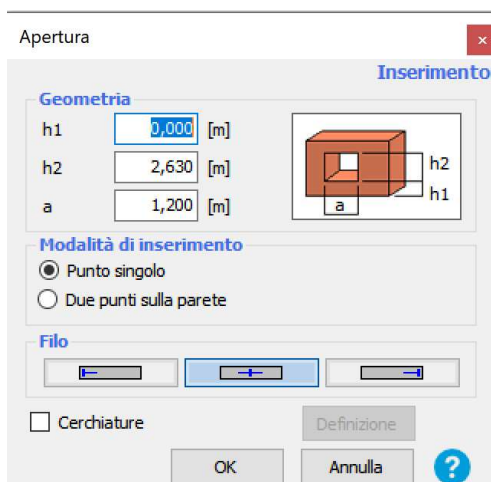 Apertura
×
Inserimento
Geometria
h1 0,000 [m]
h2 2,630 [m]
a 1,200 [m]
h2
h1
a
Modalità di inserimento
Punto singolo
Due punti sulla parete
Filo
Cerchiature Definizione
OK Annulla ?